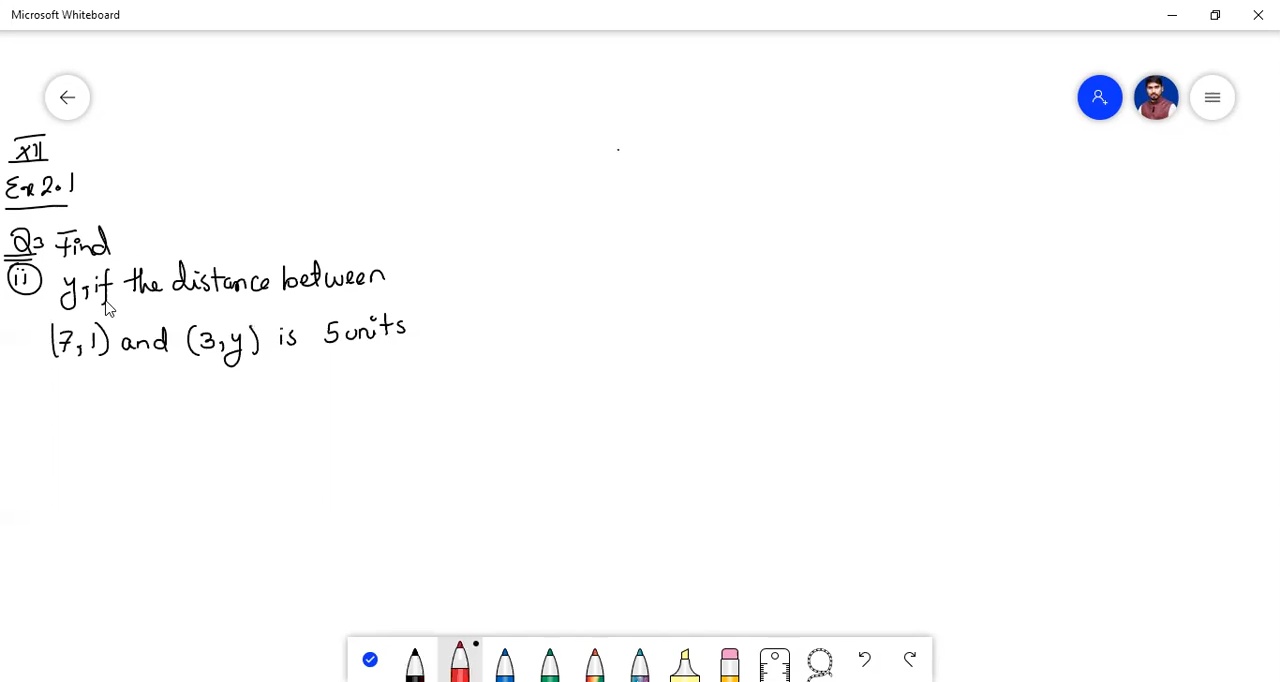 Microsoft Whiteboard
XII
Ex 2.1
Q3 Find
ii y, if the distance between
(7, 1) and (3, y) is 5 units